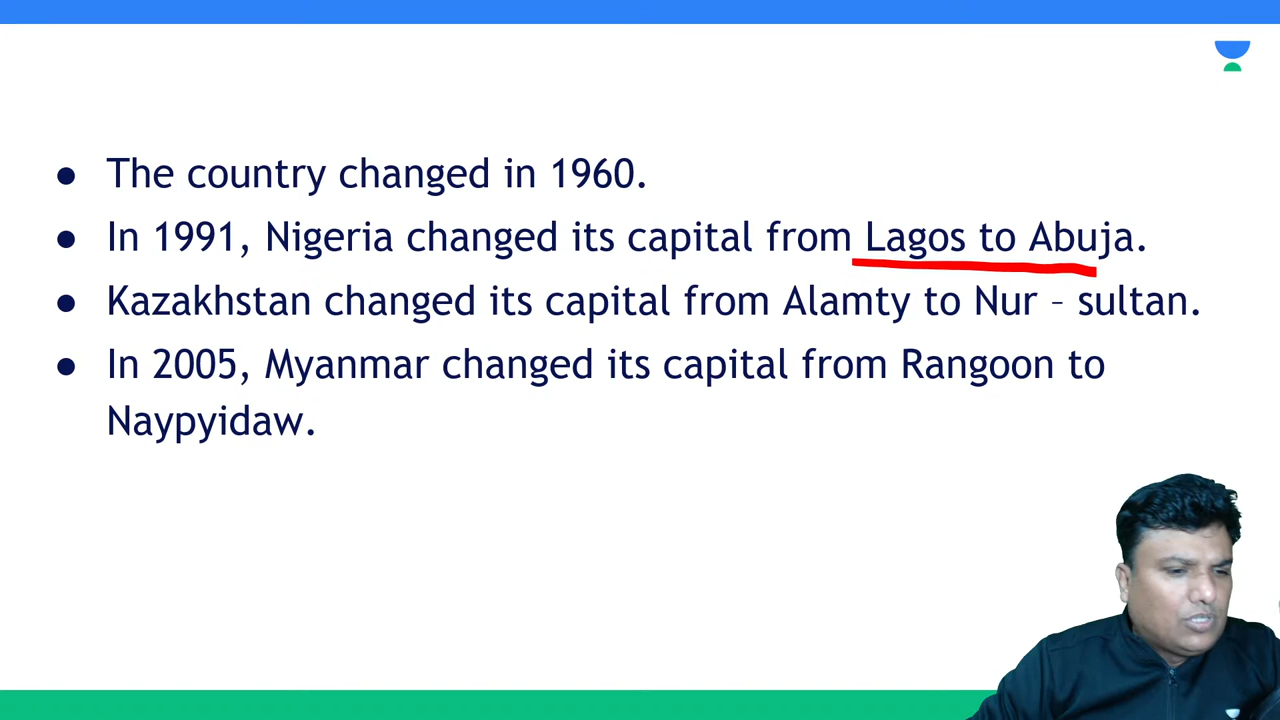 ● The country changed in 1960.
● In 1991, Nigeria changed its capital from Lagos to Abuja.
● Kazakhstan changed its capital from Alamty to Nur – sultan.
● In 2005, Myanmar changed its capital from Rangoon to
Naypyidaw.